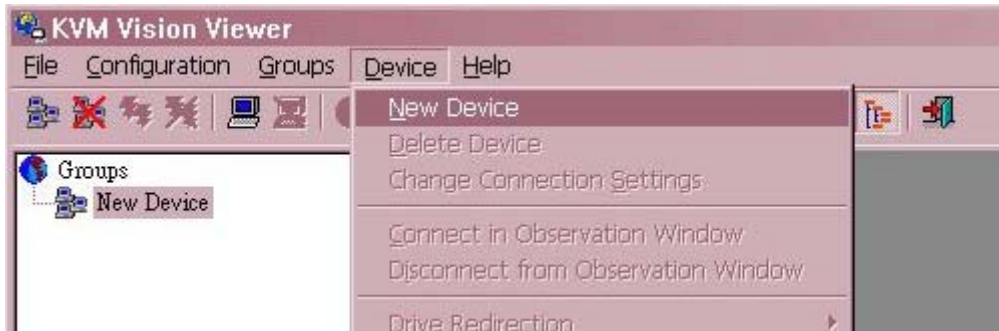 KVM Vision Viewer
File Configuration Groups Device Help
New Device
Delete Device
Change Connection Settings
Connect in Observation Window
Disconnect from Observation Window
Drive Redirection
Groups
New Device